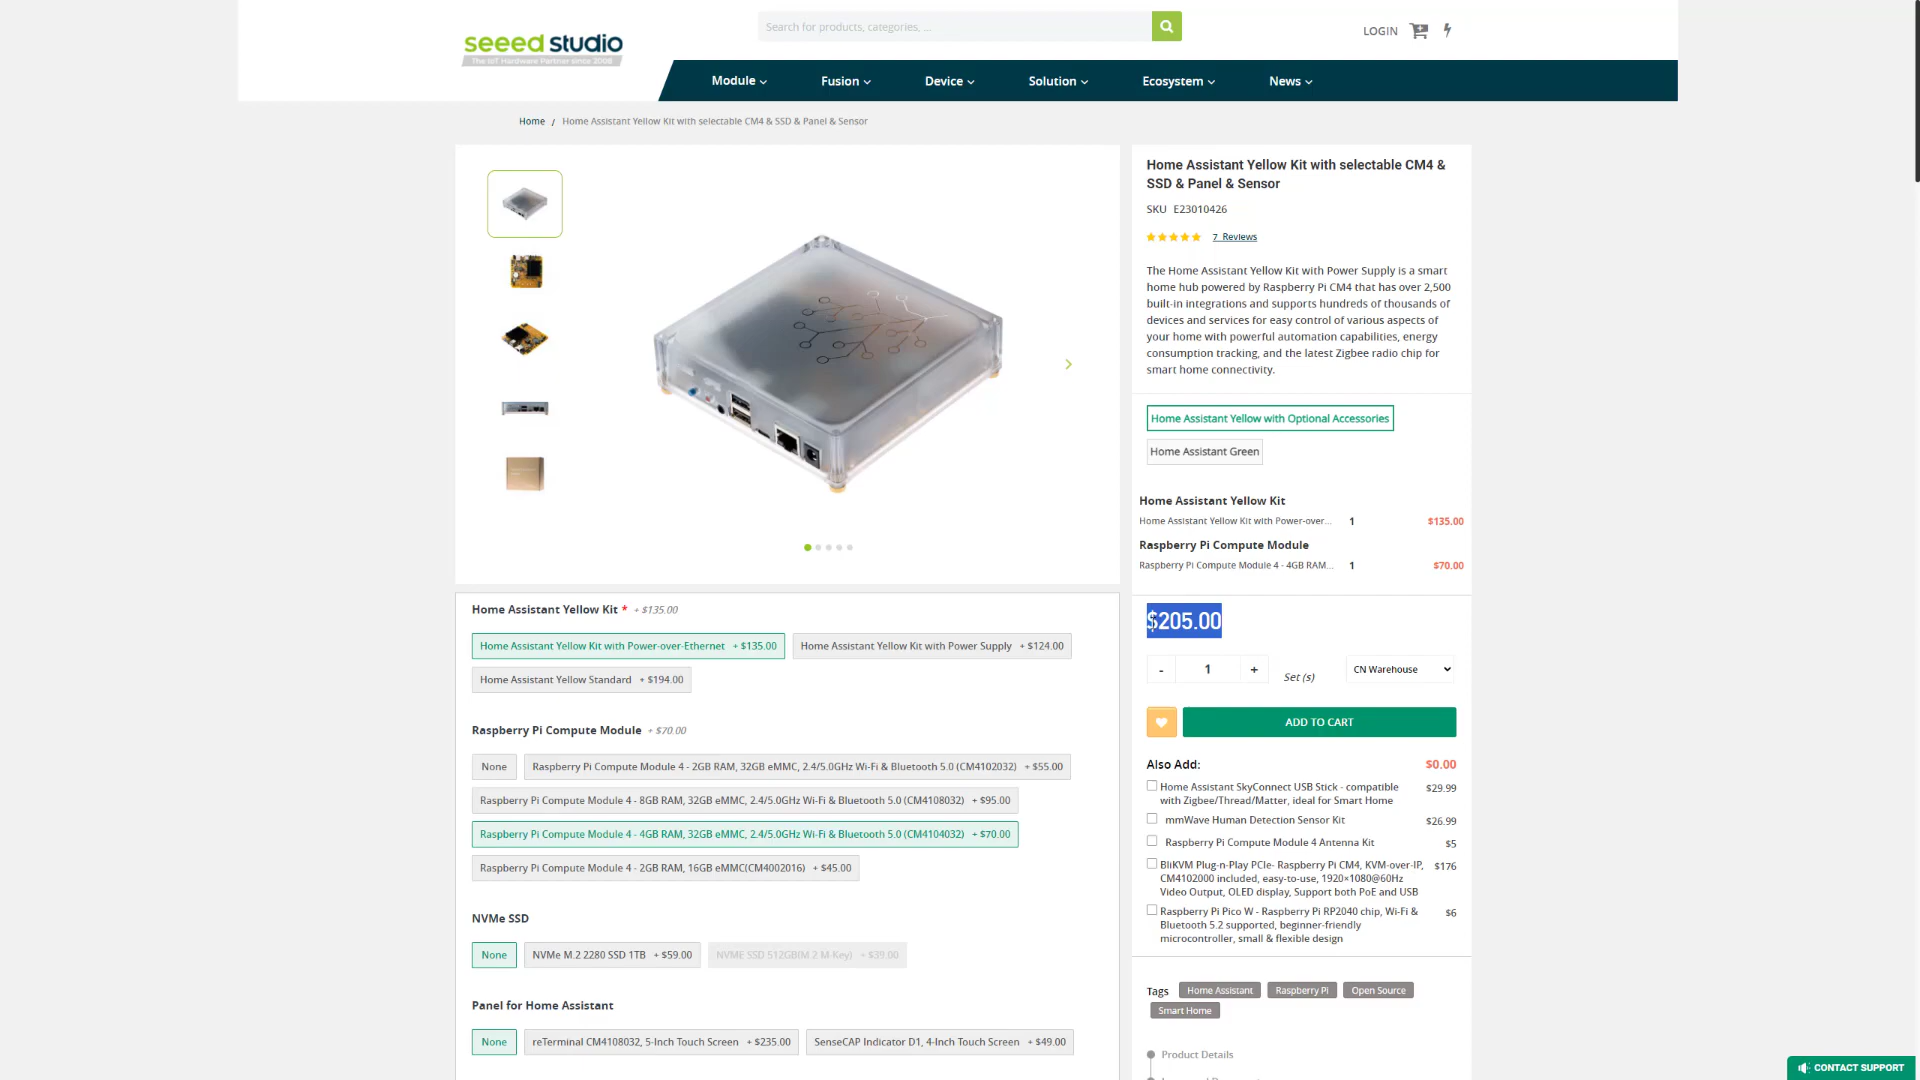 seeed studio
The IoT Hardware Partner since 2008
Search for products, categories, ...
LOGIN
Module
Fusion
Device
Solution
Ecosystem
News
Home / Home Assistant Yellow Kit with selectable CM4 & SSD & Panel & Sensor
Home Assistant Yellow Kit with selectable CM4 &
SSD & Panel & Sensor
SKU E23010426
7 Reviews
The Home Assistant Yellow Kit with Power Supply is a smart
home hub powered by Raspberry Pi CM4 that has over 2,500
built-in integrations and supports hundreds of thousands of
devices and services for easy control of various aspects of
your home with powerful automation capabilities, energy
consumption tracking, and the latest Zigbee radio chip for
smart home connectivity.
Home Assistant Yellow with Optional Accessories
Home Assistant Green
Home Assistant Yellow Kit
Home Assistant Yellow Kit with Power-over... 1 $135.00
Raspberry Pi Compute Module
Raspberry Pi Compute Module 4 - 4GB RAM... 1 $70.00
$205.00
- 1 + Set (s) CN Warehouse
ADD TO CART
Also Add: $0.00
Home Assistant SkyConnect USB Stick - compatible $29.99
with Zigbee/Thread/Matter, ideal for Smart Home
mmWave Human Detection Sensor Kit $26.99
Raspberry Pi Compute Module 4 Antenna Kit $5
BliKVM Plug-n-Play PCIe- Raspberry Pi CM4, KVM-over-IP, $176
CM4102000 included, easy-to-use, 1920×1080@60Hz
Video Output, OLED display, Support both PoE and USB
Raspberry Pi Pico W - Raspberry Pi RP2040 chip, Wi-Fi & $6
Bluetooth 5.2 supported, beginner-friendly
microcontroller, small & flexible design
Tags Home Assistant Raspberry Pi Open Source
Smart Home
Product Details
Home Assistant Yellow Kit * + $135.00
Home Assistant Yellow Kit with Power-over-Ethernet + $135.00
Home Assistant Yellow Kit with Power Supply + $124.00
Home Assistant Yellow Standard + $194.00
Raspberry Pi Compute Module + $70.00
None
Raspberry Pi Compute Module 4 - 2GB RAM, 32GB eMMC, 2.4/5.0GHz Wi-Fi & Bluetooth 5.0 (CM4102032) + $55.00
Raspberry Pi Compute Module 4 - 8GB RAM, 32GB eMMC, 2.4/5.0GHz Wi-Fi & Bluetooth 5.0 (CM4108032) + $95.00
Raspberry Pi Compute Module 4 - 4GB RAM, 32GB eMMC, 2.4/5.0GHz Wi-Fi & Bluetooth 5.0 (CM4104032) + $70.00
Raspberry Pi Compute Module 4 - 2GB RAM, 16GB eMMC(CM4002016) + $45.00
NVMe SSD
None
NVMe M.2 2280 SSD 1TB + $59.00
NVME SSD 512GB(M.2 M-Key) + $39.00
Panel for Home Assistant
None
reTerminal CM4108032, 5-Inch Touch Screen + $235.00
SenseCAP Indicator D1, 4-Inch Touch Screen + $49.00
CONTACT SUPPORT